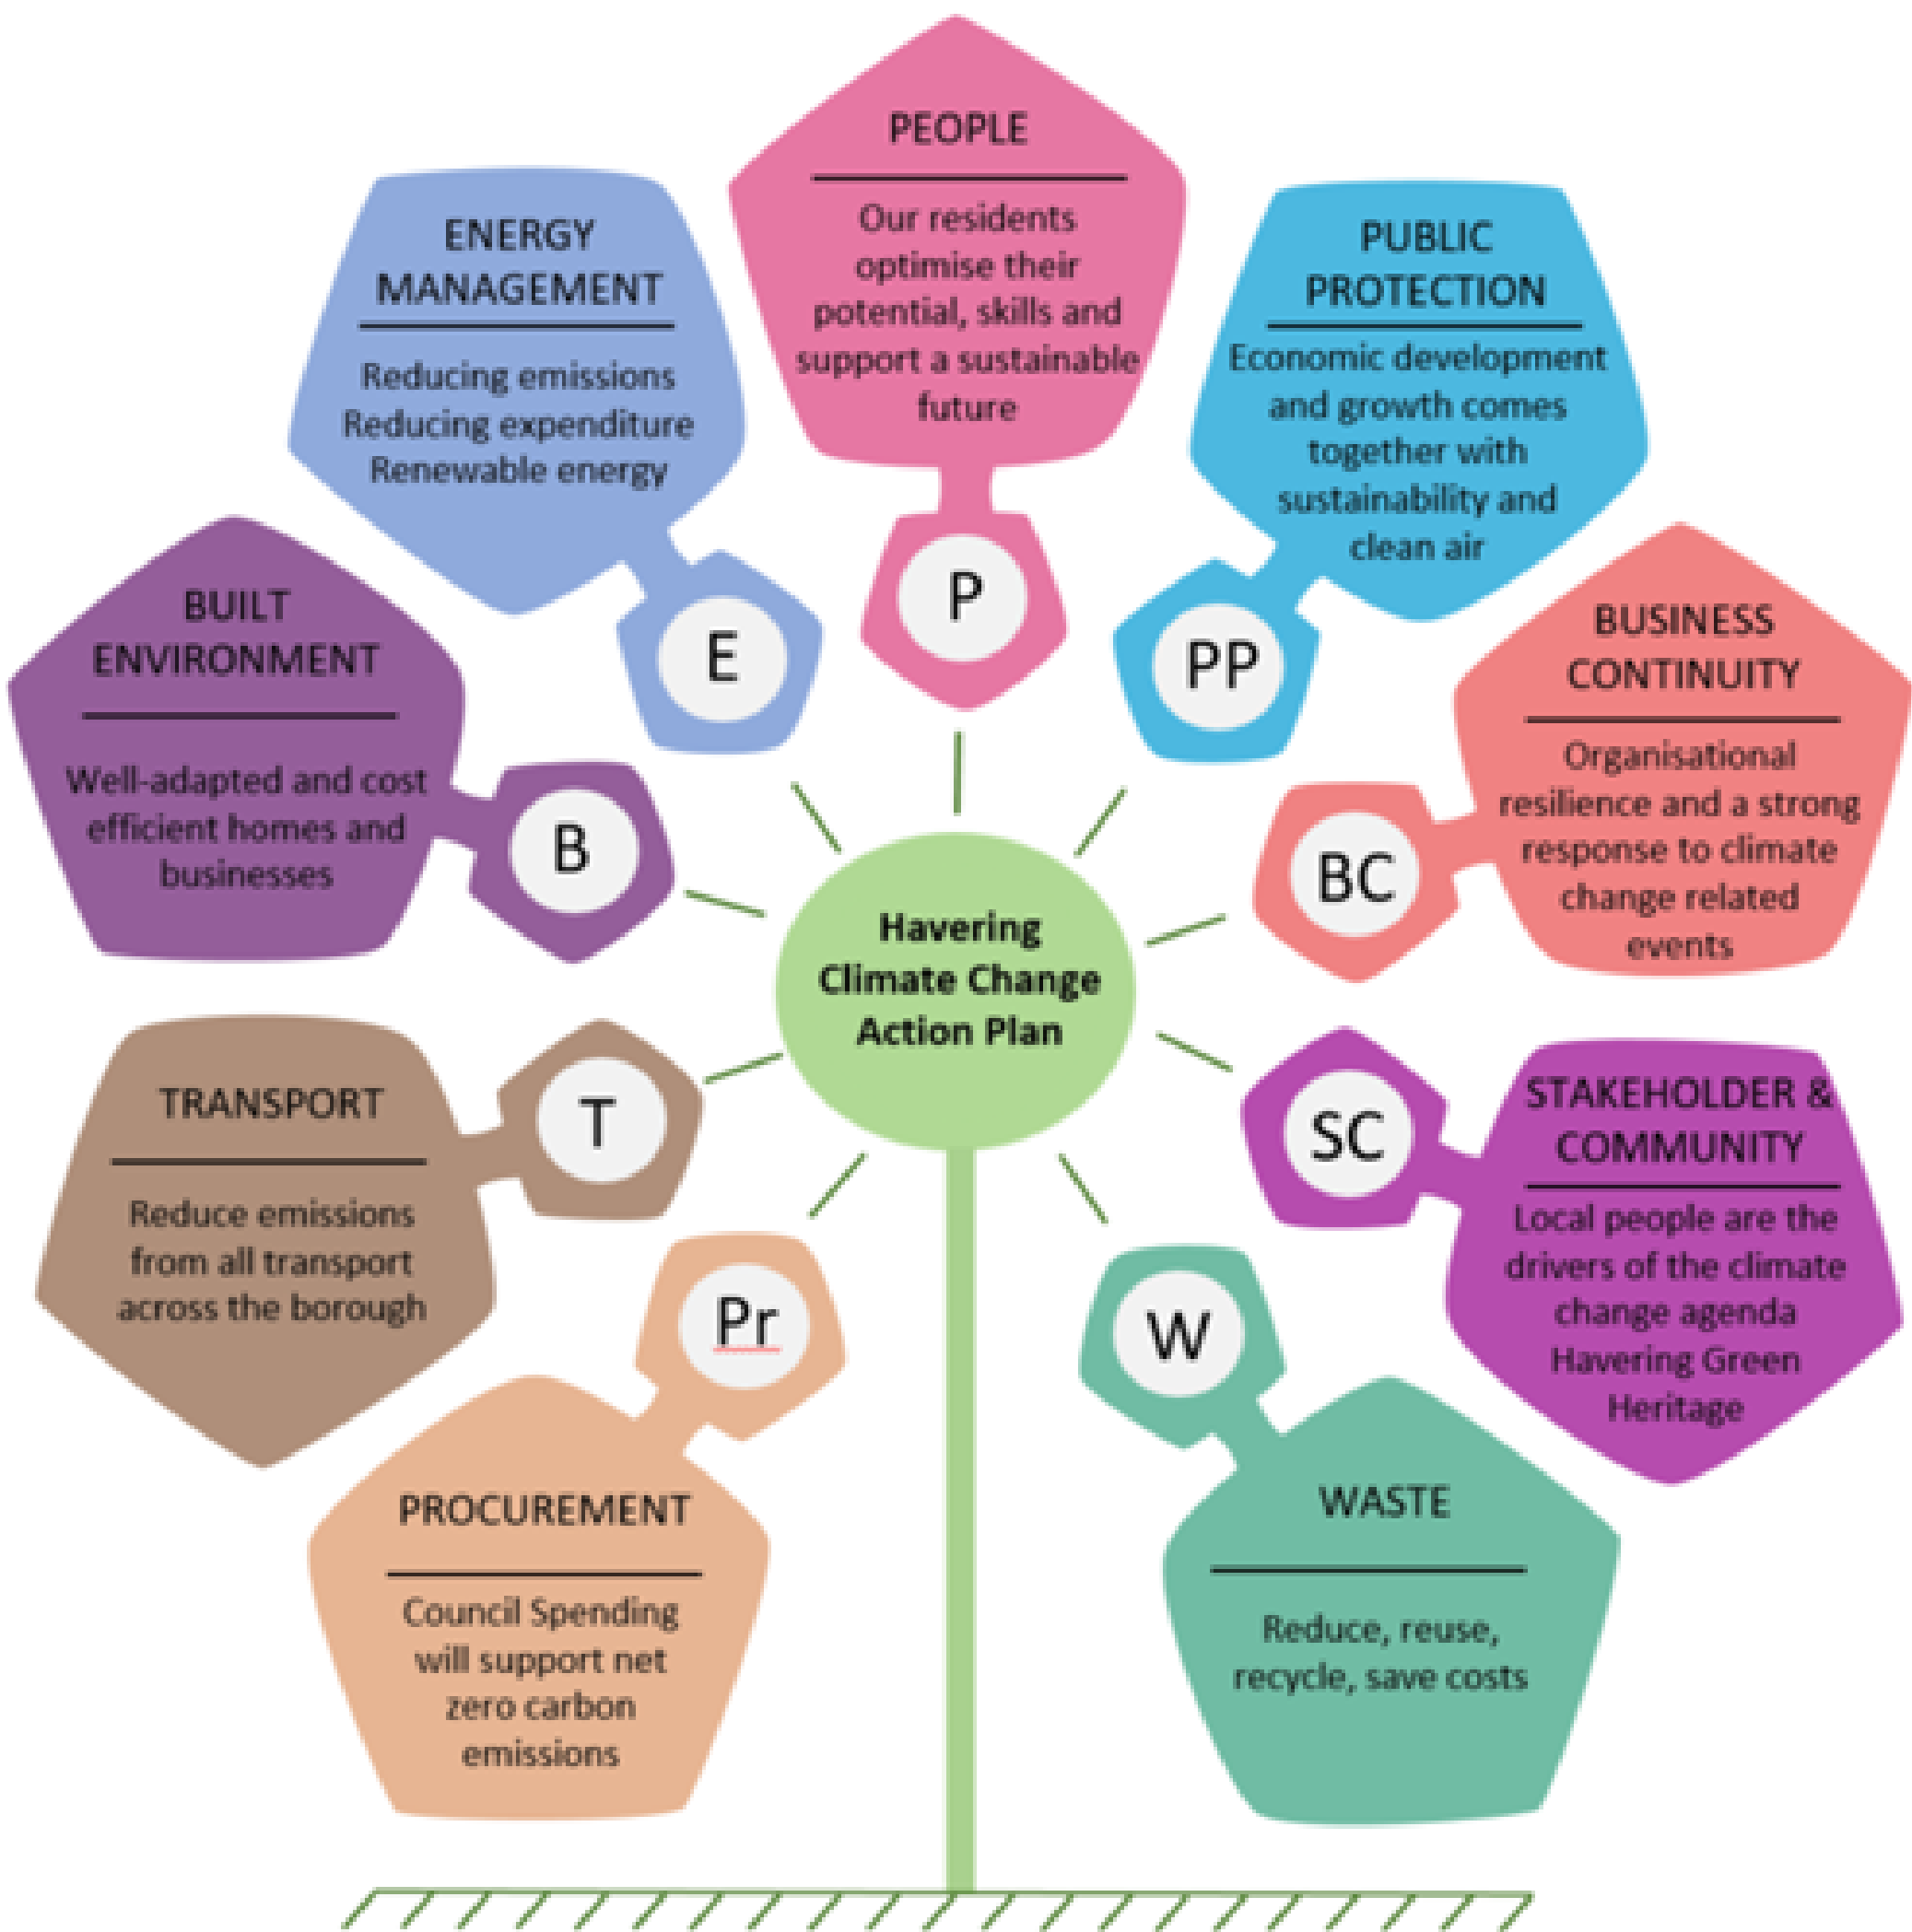 PEOPLE
Our residents
optimise their
potential, skills and
support a sustainable
future
P
ENERGY
MANAGEMENT
Reducing emissions
Reducing expenditure
Renewable energy
E
PUBLIC
PROTECTION
Economic development
and growth comes
together with
sustainability and
clean air
PP
BUILT
ENVIRONMENT
Well-adapted and cost
efficient homes and
businesses
B
BUSINESS
CONTINUITY
Organisational
resilience and a strong
response to climate
change related
events
BC
Havering
Climate Change
Action Plan
TRANSPORT
Reduce emissions
from all transport
across the borough
T
STAKEHOLDER &
COMMUNITY
Local people are the
drivers of the climate
change agenda
Havering Green
Heritage
SC
Pr
PROCUREMENT
Council Spending
will support net
zero carbon
emissions
W
WASTE
Reduce, reuse,
recycle, save costs